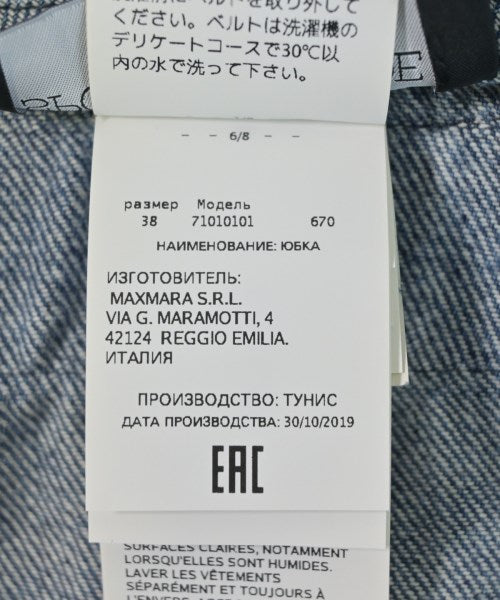 ください。ベルトは洗濯機の
デリケートコースで30℃以
内の水で洗って下さい。
- - 6/8 - -
размер Модель
38 71010101 670
НАИМЕНОВАНИЕ: ЮБКА
ИЗГОТОВИТЕЛЬ:
MAXMARA S.R.L.
VIA G. MARAMOTTI, 4
42124 REGGIO EMILIA.
ИТАЛИЯ
ПРОИЗВОДСТВО: ТУНИС
ДАТА ПРОИЗВОДСТВА: 30/10/2019
EAC
SURFACES CLAIRES, NOTAMMENT
LORSQU'ELLES SONT HUMIDES.
LAVER LES VÊTEMENTS
SÉPARÉMENT ET TOUJOURS À